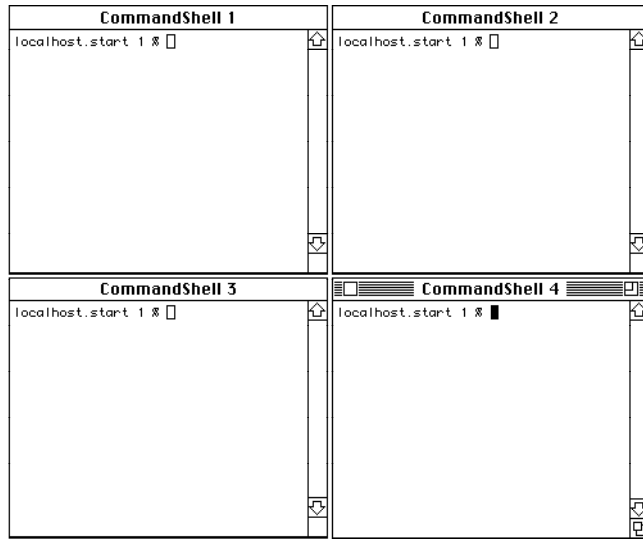 CommandShell 1
localhost.start 1 %
CommandShell 2
localhost.start 1 %
CommandShell 3
localhost.start 1 %
CommandShell 4
localhost.start 1 %